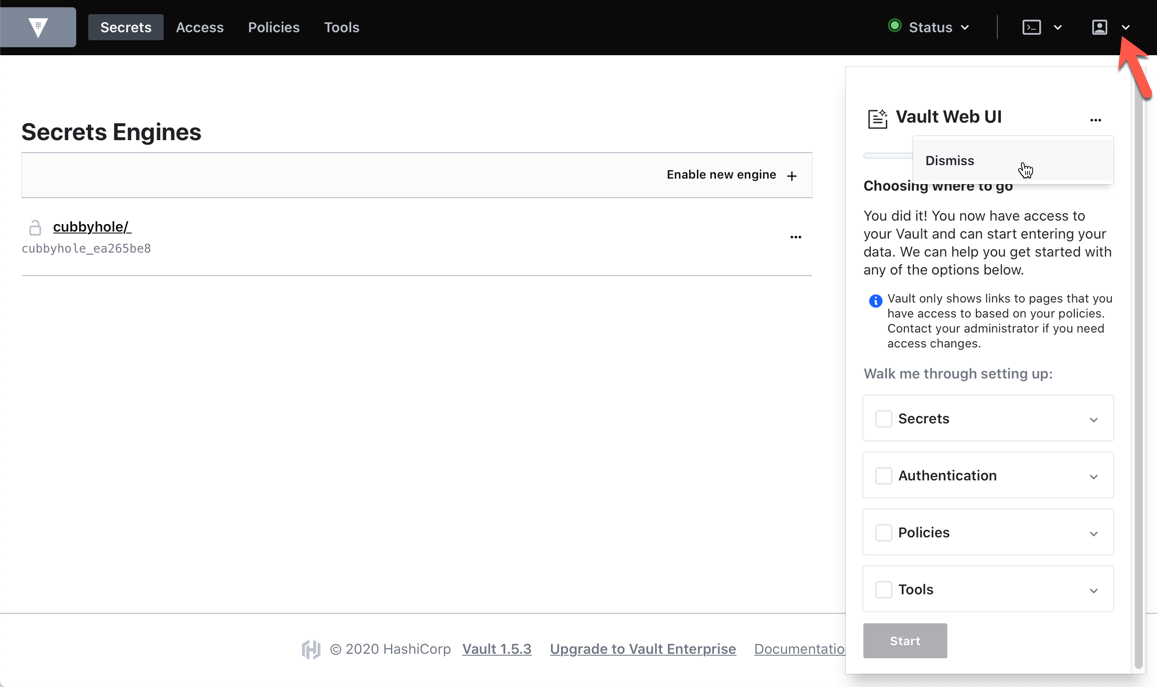 Secrets Access Policies Tools Status
Secrets Engines
Enable new engine +
cubbyhole/
cubbyhole_ea265be8
Vault Web UI
Dismiss
Choosing where to go
You did it! You now have access to
your Vault and can start entering your
data. We can help you get started with
any of the options below.
Vault only shows links to pages that you
have access to based on your policies.
Contact your administrator if you need
access changes.
Walk me through setting up:
Secrets
Authentication
Policies
Tools
Start
© 2020 HashiCorp Vault 1.5.3 Upgrade to Vault Enterprise Documentatio